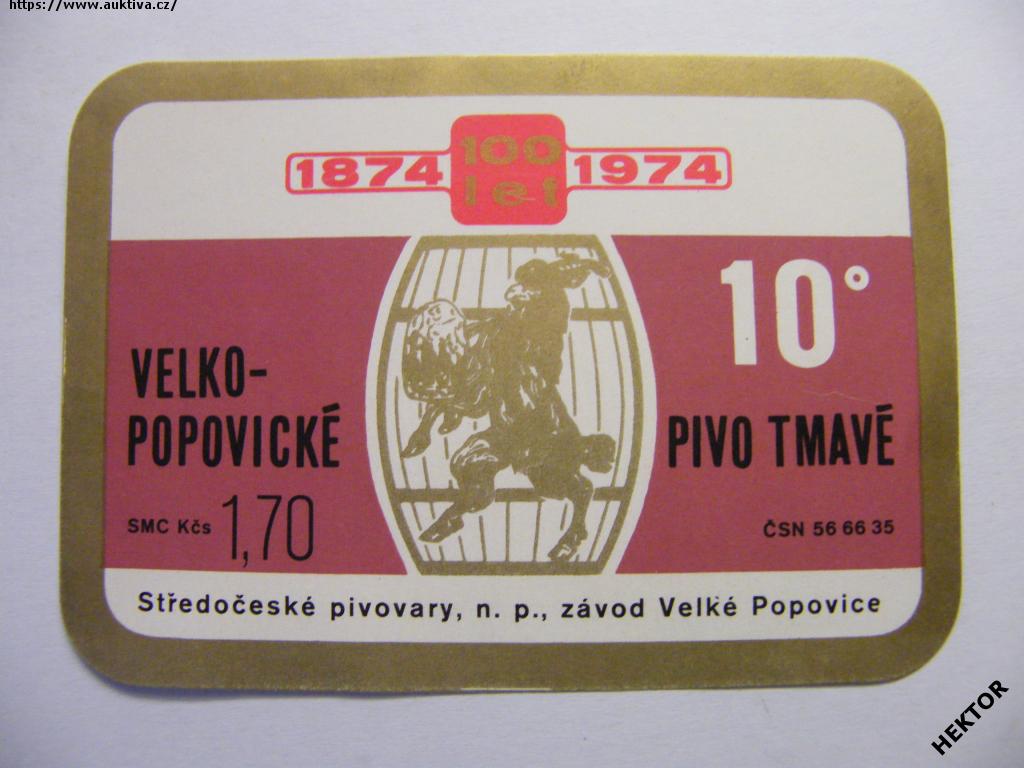 https://www.auktiva.cz/
1874 100 let 1974
10°
VELKO-
POPOVICKÉ
PIVO TMAVÉ
SMC Kčs 1,70
ČSN 56 66 35
Středočeské pivovary, n. p., závod Velké Popovice
HEKTOR